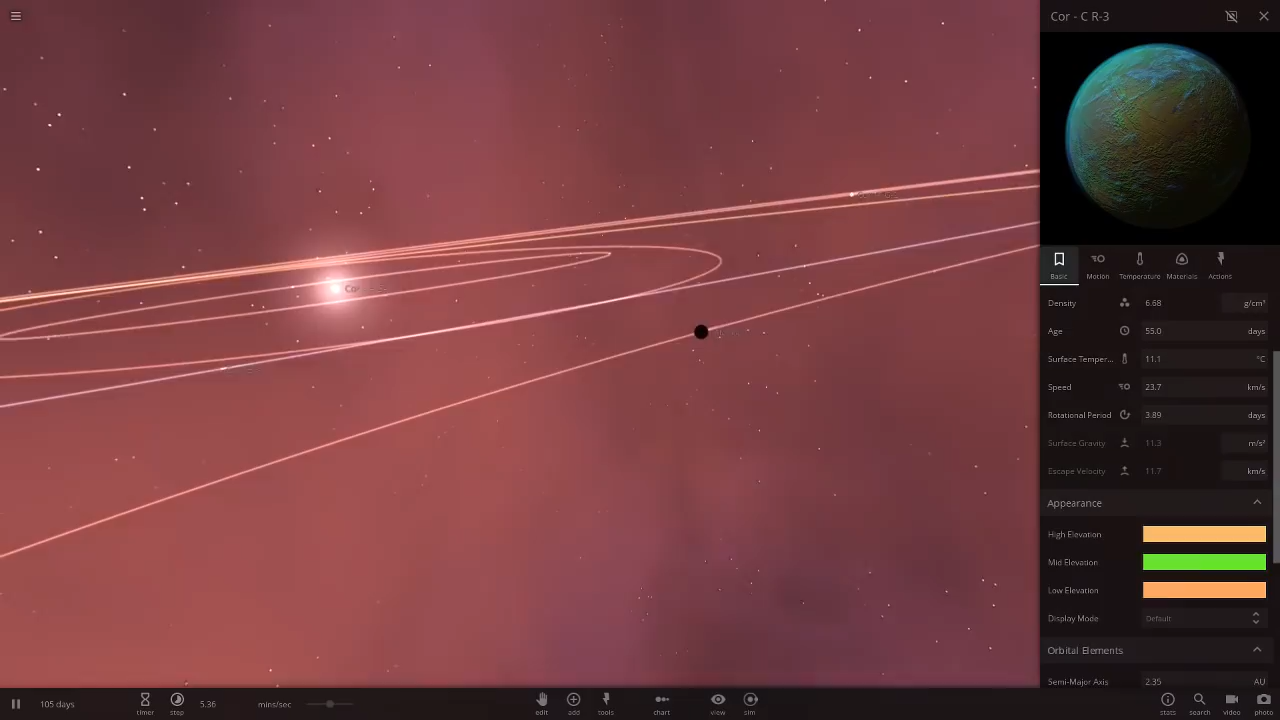 Cor - C R-3
Basic
Motion
Temperature
Materials
Actions
Density 6.68 g/cm³
Age 55.0 days
Surface Temper... 11.1 °C
Speed 23.7 km/s
Rotational Period 3.89 days
Surface Gravity 11.3 m/s²
Escape Velocity 11.7 km/s
Appearance
High Elevation
Mid Elevation
Low Elevation
Display Mode Default
Orbital Elements
Semi-Major Axis 2.35 AU
105 days
timer
step
5.36 mins/sec
edit
add
tools
chart
view
sim
stats
search
video
photo